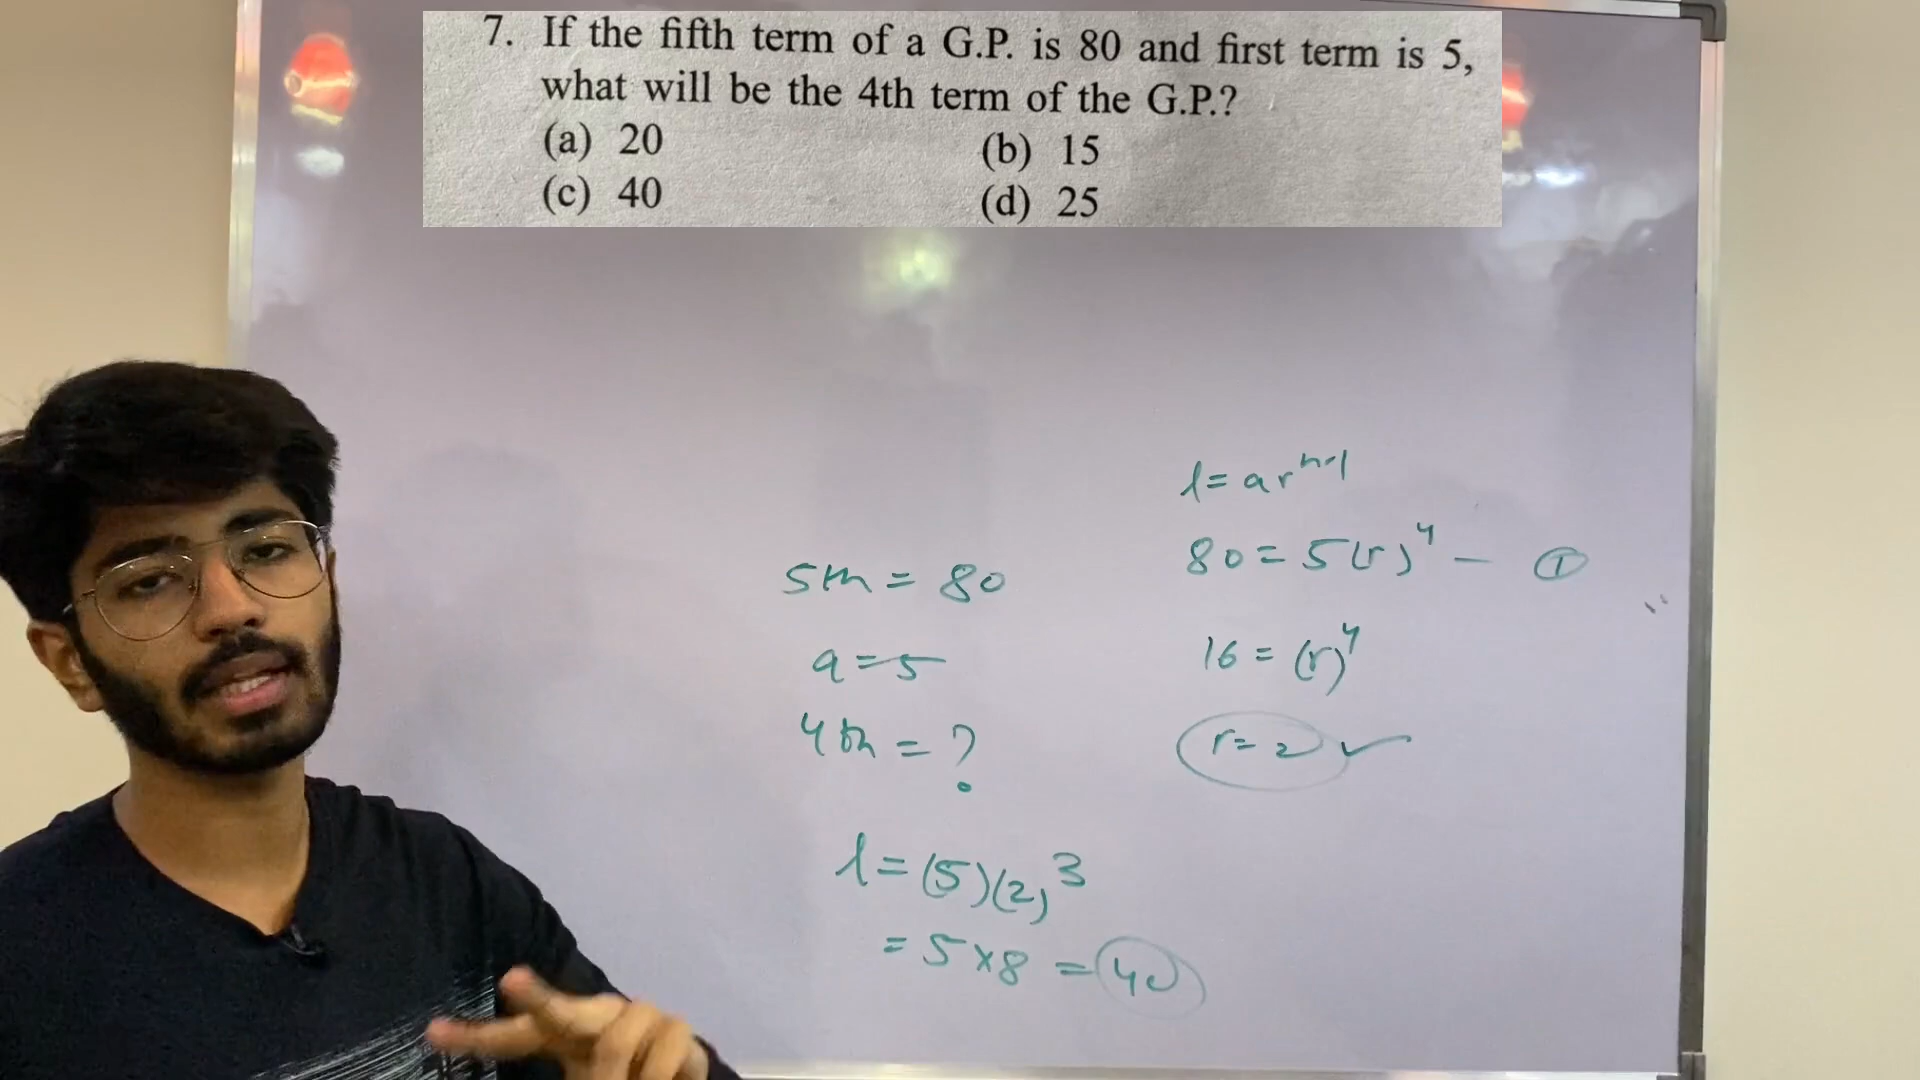 7. If the fifth term of a G.P. is 80 and first term is 5,
what will be the 4th term of the G.P.?
(a) 20 (b) 15
(c) 40 (d) 25
5th = 80
a = 5
4th = ?
l = (5)(2)³
= 5×8 = 40
l = arⁿ⁻¹
80 = 5(r)⁴ — ①
16 = (r)⁴
r = 2 ✓